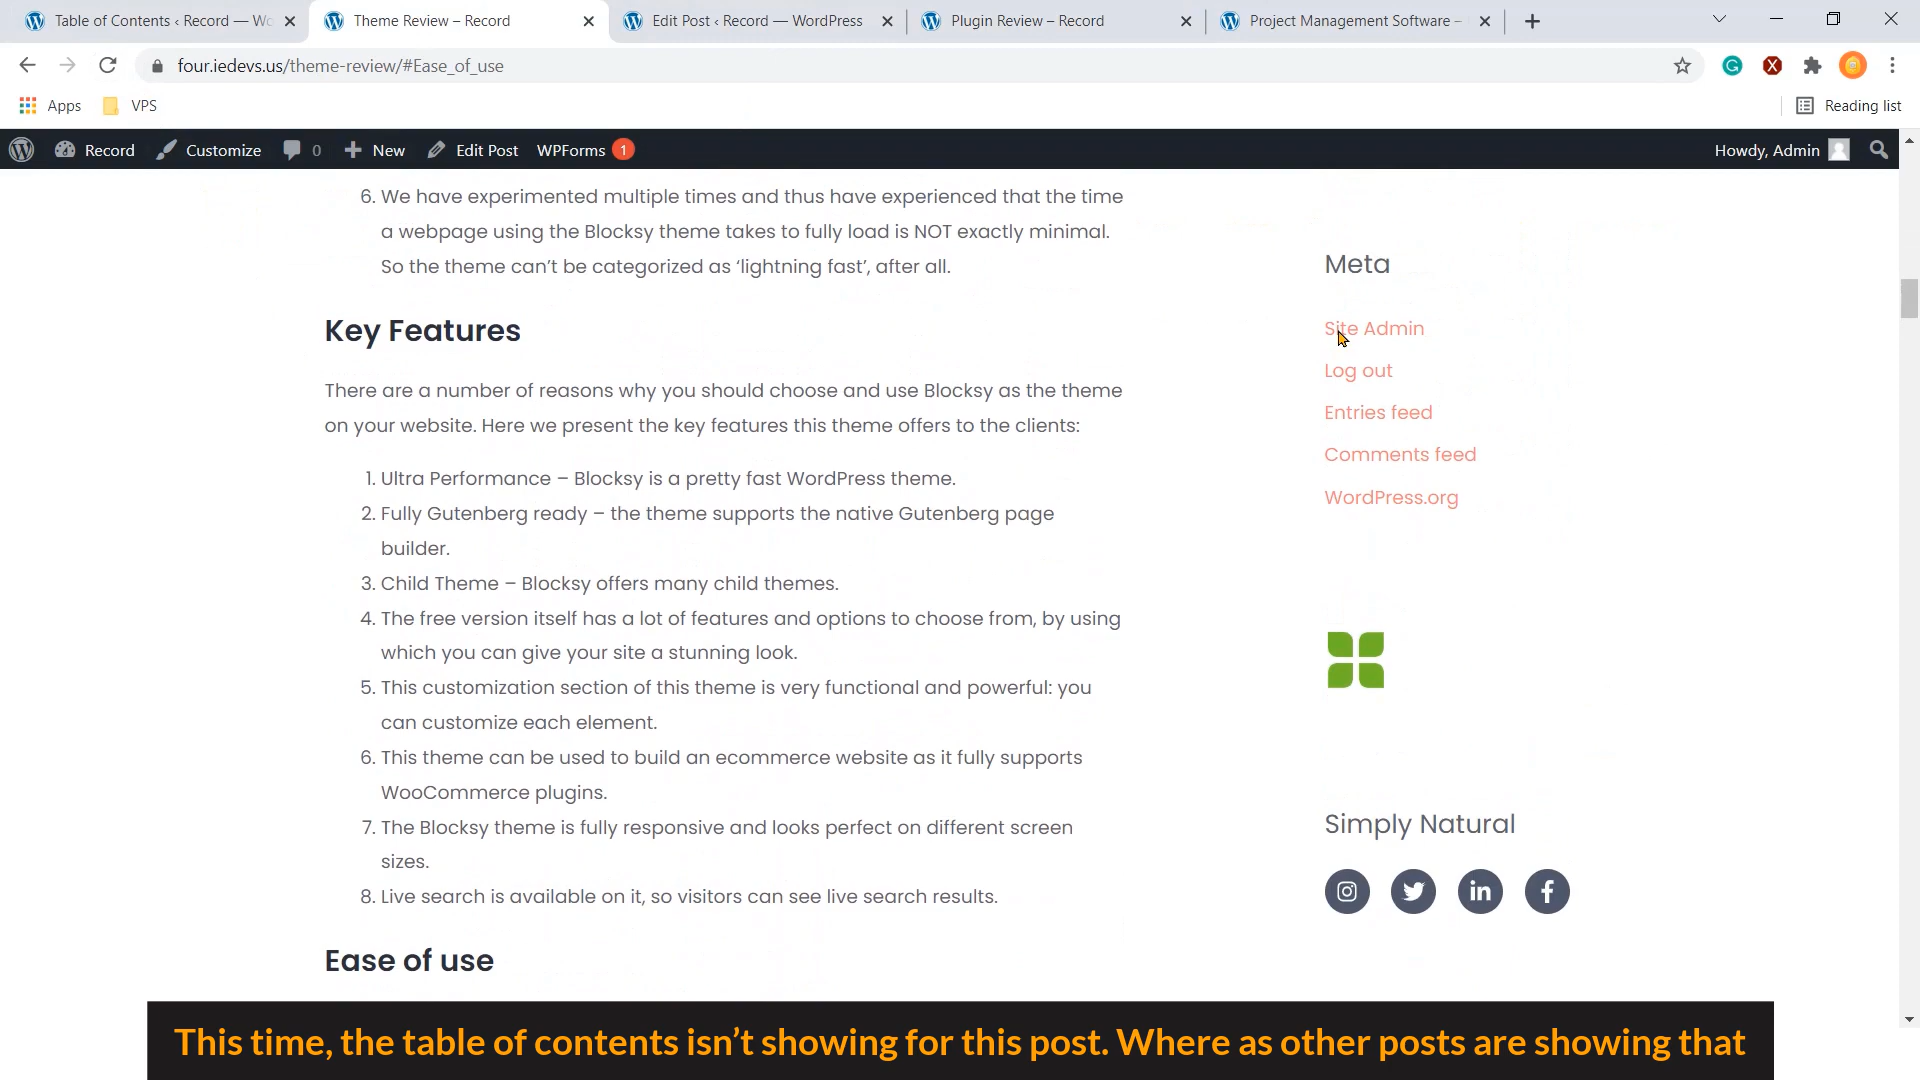 Table of Contents ‹ Record — Wo
Theme Review – Record
Edit Post ‹ Record — WordPress
Plugin Review – Record
Project Management Software –
four.iedevs.us/theme-review/#Ease_of_use
Apps
VPS
Reading list
Record
Customize
0
New
Edit Post
WPForms
1
Howdy, Admin
6. We have experimented multiple times and thus have experienced that the time
a webpage using the Blocksy theme takes to fully load is NOT exactly minimal.
So the theme can’t be categorized as ‘lightning fast’, after all.
Key Features
There are a number of reasons why you should choose and use Blocksy as the theme
on your website. Here we present the key features this theme offers to the clients:
1. Ultra Performance – Blocksy is a pretty fast WordPress theme.
2. Fully Gutenberg ready – the theme supports the native Gutenberg page
builder.
3. Child Theme – Blocksy offers many child themes.
4. The free version itself has a lot of features and options to choose from, by using
which you can give your site a stunning look.
5. This customization section of this theme is very functional and powerful: you
can customize each element.
6. This theme can be used to build an ecommerce website as it fully supports
WooCommerce plugins.
7. The Blocksy theme is fully responsive and looks perfect on different screen
sizes.
8. Live search is available on it, so visitors can see live search results.
Ease of use
Meta
Site Admin
Log out
Entries feed
Comments feed
WordPress.org
Simply Natural
This time, the table of contents isn’t showing for this post. Where as other posts are showing that